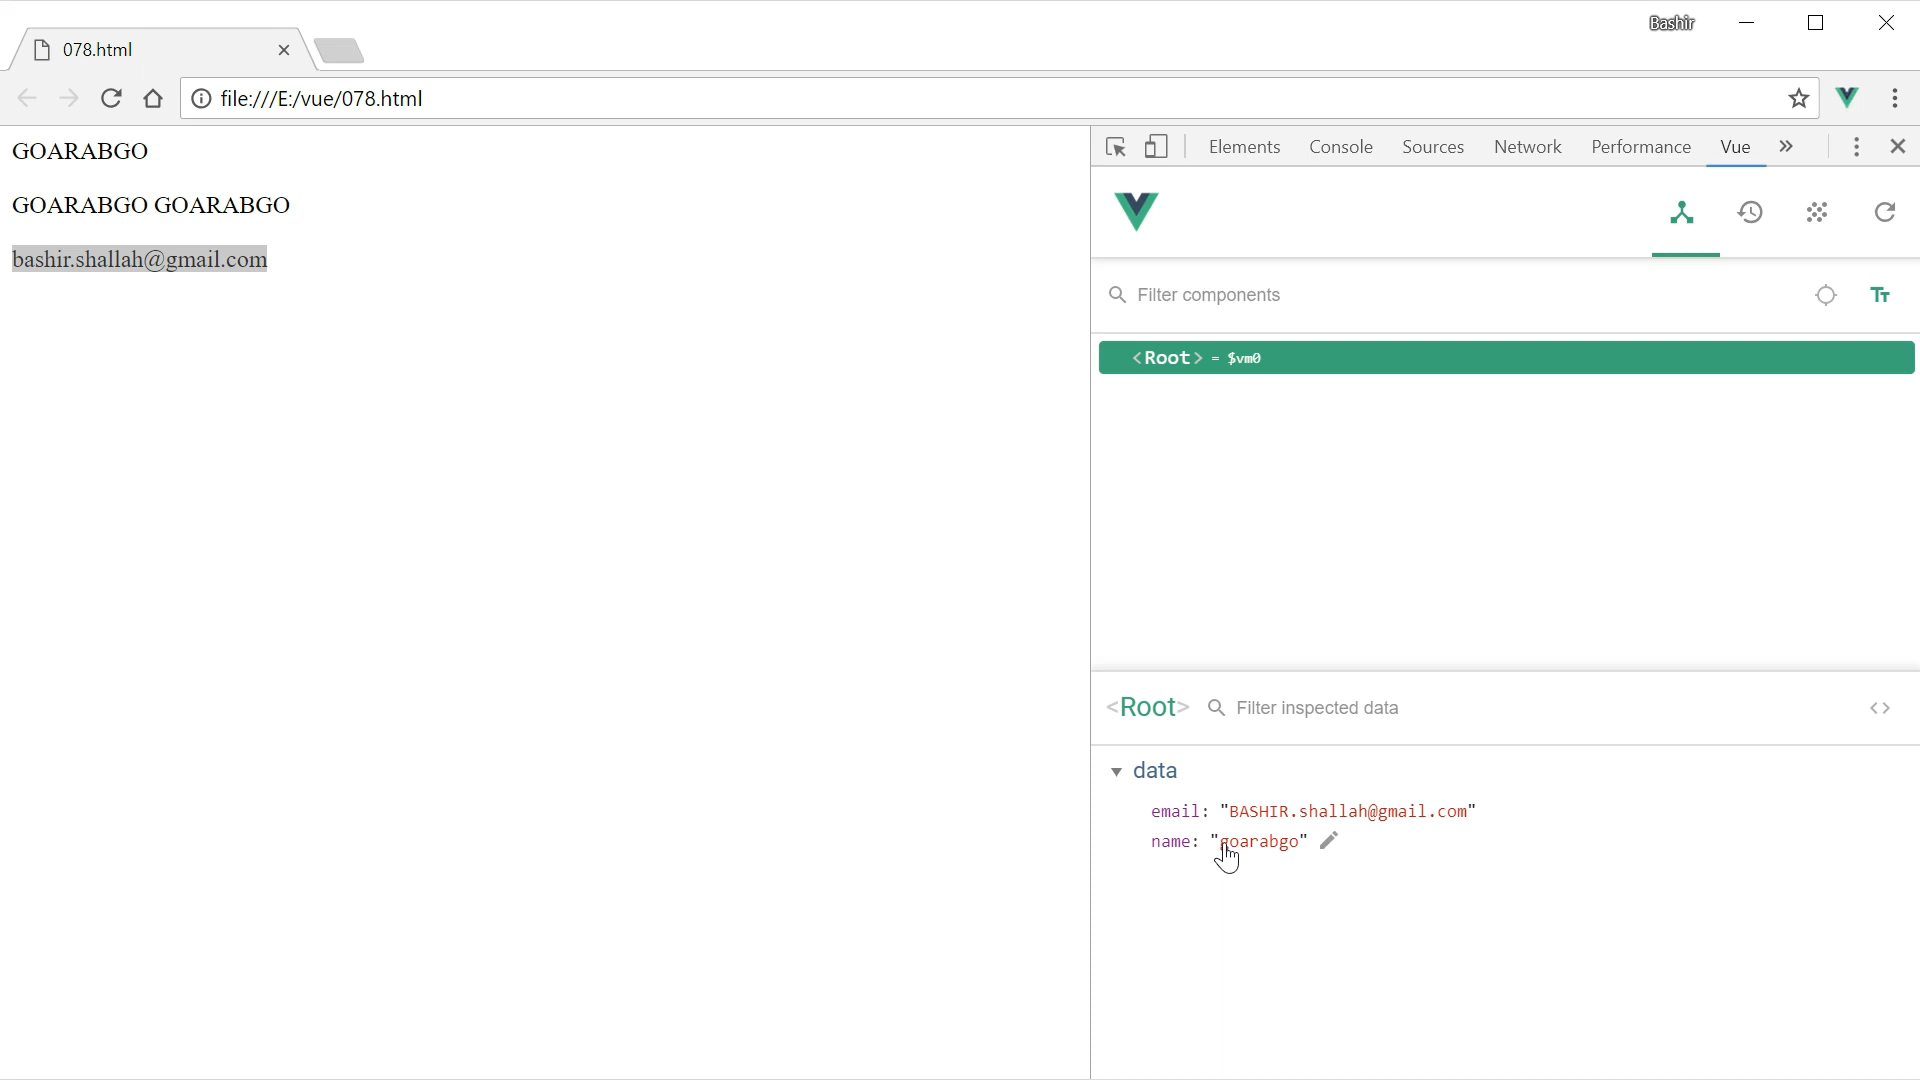 Bashir
078.html
file:///E:/vue/078.html
GOARABGO
GOARABGO GOARABGO
bashir.shallah@gmail.com
Elements Console Sources Network Performance Vue »
Filter components
<Root> = $vm0
<Root> Filter inspected data
data
email: "BASHIR.shallah@gmail.com"
name: "goarabgo"